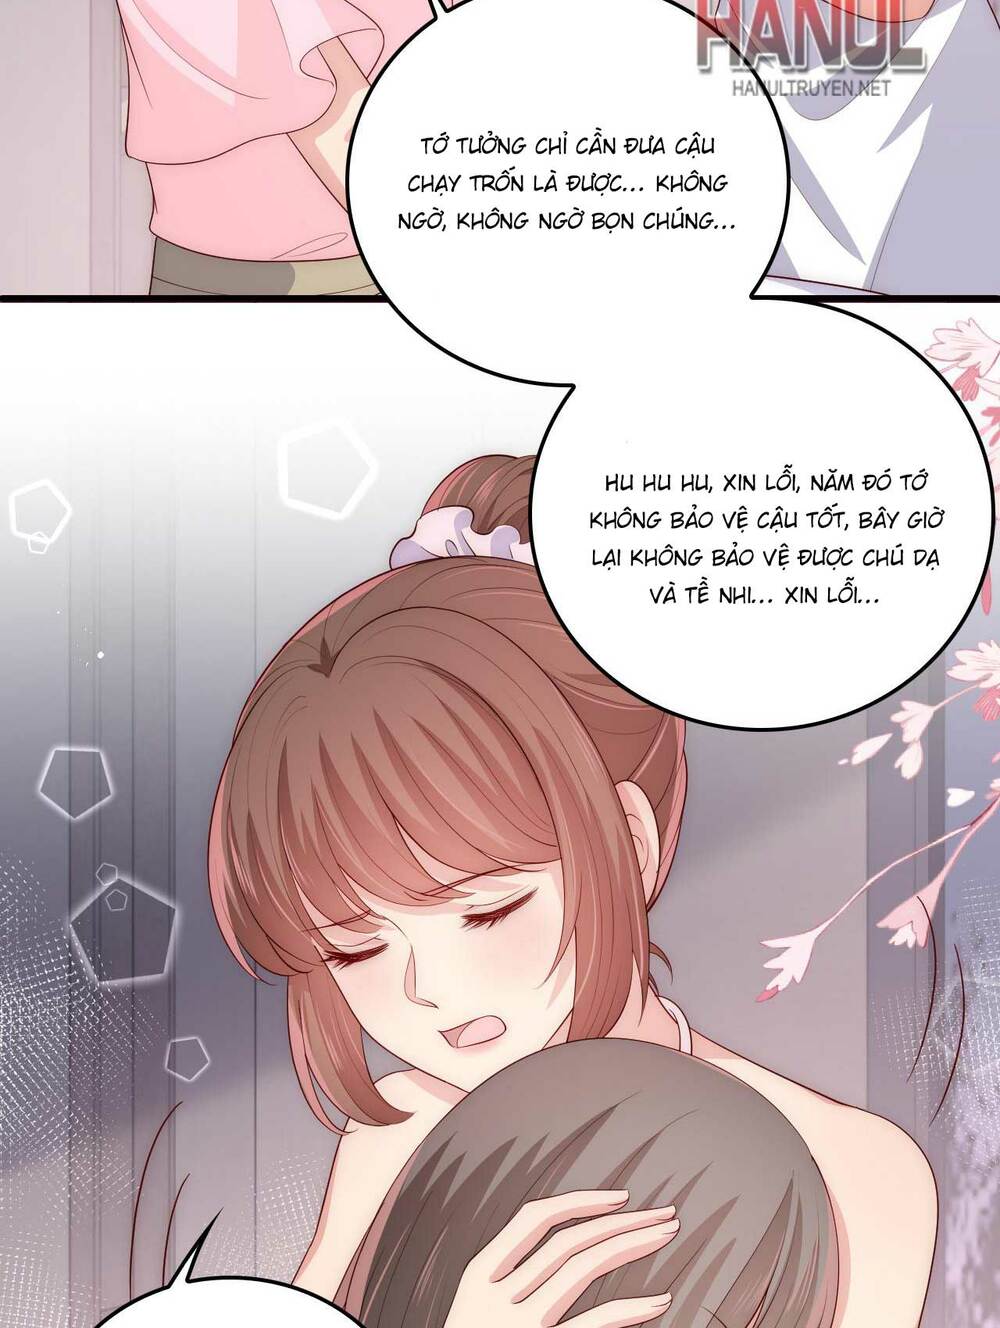 HANUL
HANULTRUYEN.NET
TỚ TƯỞNG CHỈ CẦN ĐƯA CẬU
CHẠY TRỐN LÀ ĐƯỢC... KHÔNG
NGỜ, KHÔNG NGỜ BỌN CHÚNG...
HU HU HU, XIN LỖI, NĂM ĐÓ TỚ
KHÔNG BẢO VỆ CẬU TỐT, BÂY GIỜ
LẠI KHÔNG BẢO VỆ ĐƯỢC CHÚ DẠ
VÀ TỀ NHI... XIN LỖI...